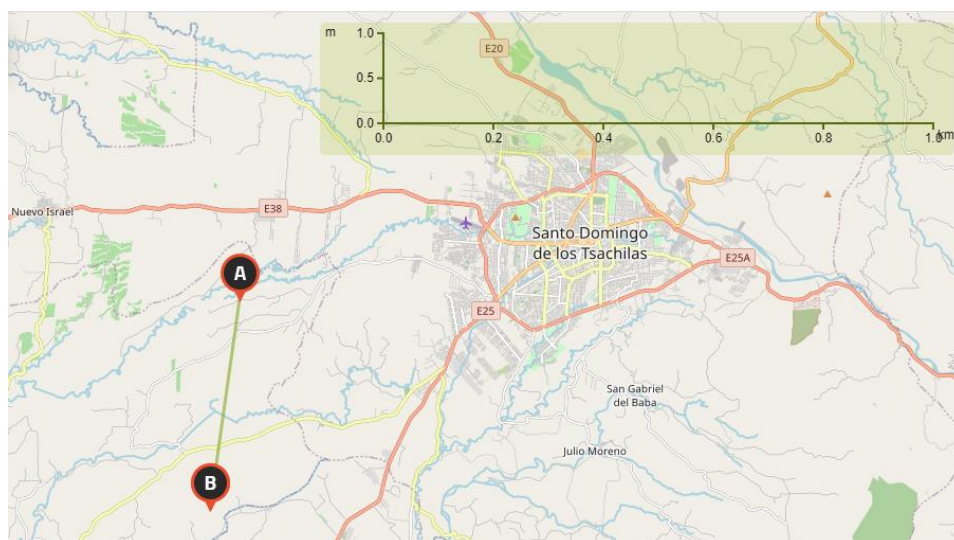 m
1.0
0.5
0.0
0.0 0.2 0.4 0.6 0.8 1.0
km
E20
Nuevo Israel
E38
Santo Domingo
de los Tsachilas
E25A
A
E25
San Gabriel
del Baba
Julio Moreno
B